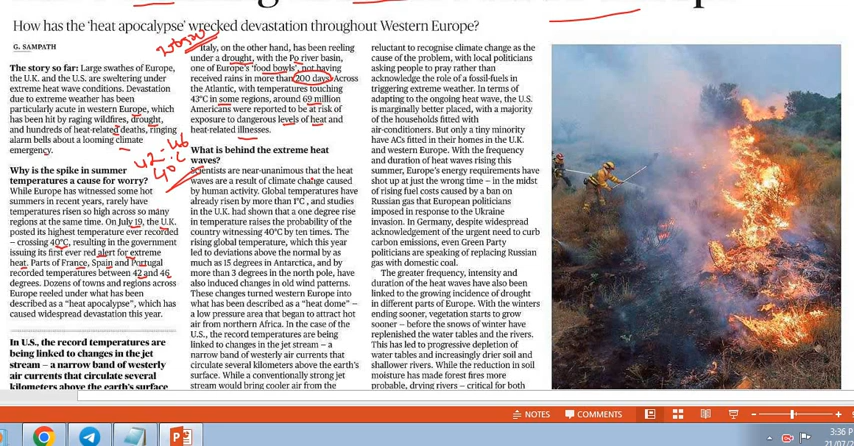 How has the 'heat apocalypse' wrecked devastation throughout Western Europe?
G. SAMPATH
The story so far: Large swathes of Europe,
the U.K. and the U.S. are sweltering under
extreme heat wave conditions. Devastation
due to extreme weather has been
particularly acute in western Europe, which
has been hit by raging wildfires, drought,
and hundreds of heat-related deaths, ringing
alarm bells about a looming climate
emergency.
Why is the spike in summer
temperatures a cause for worry?
While Europe has witnessed some hot
summers in recent years, rarely have
temperatures risen so high across so many
regions at the same time. On July 19, the U.K.
posted its highest temperature ever recorded
– crossing 40°C, resulting in the government
issuing its first ever red alert for extreme
heat. Parts of France, Spain and Portugal
recorded temperatures between 42 and 46
degrees. Dozens of towns and regions across
Europe reeled under what has been
described as a "heat apocalypse", which has
caused widespread devastation this year.
In U.S., the record temperatures are
being linked to changes in the jet
stream – a narrow band of westerly
air currents that circulate several
kilometers above the earth's surface
42-46
40°C
Italy, on the other hand, has been reeling
under a drought, with the Po river basin,
one of Europe's 'food bowls', not having
received rains in more than 200 days. Across
the Atlantic, with temperatures touching
43°C in some regions, around 69 million
Americans were reported to be at risk of
exposure to dangerous levels of heat and
heat-related illnesses.
What is behind the extreme heat
waves?
Scientists are near-unanimous that the heat
waves are a result of climate change caused
by human activity. Global temperatures have
already risen by more than 1°C, and studies
in the U.K. had shown that a one degree rise
in temperature raises the probability of the
country witnessing 40°C by ten times. The
rising global temperature, which this year
led to deviations above the normal by as
much as 15 degrees in Antarctica, and by
more than 3 degrees in the north pole, have
also induced changes in old wind patterns.
These changes turned western Europe into
what has been described as a "heat dome" –
a low pressure area that began to attract hot
air from northern Africa. In the case of the
U.S., the record temperatures are being
linked to changes in the jet stream – a
narrow band of westerly air currents that
circulate several kilometers above the earth's
surface. While a conventionally strong jet
stream would bring cooler air from the
reluctant to recognise climate change as the
cause of the problem, with local politicians
asking people to pray rather than
acknowledge the role of a fossil-fuels in
triggering extreme weather. In terms of
adapting to the ongoing heat wave, the U.S.
is marginally better placed, with a majority
of the households fitted with
air-conditioners. But only a tiny minority
have ACs fitted in their homes in the U.K.
and western Europe. With the frequency
and duration of heat waves rising this
summer, Europe's energy requirements have
shot up at just the wrong time – in the midst
of rising fuel costs caused by a ban on
Russian gas that European politicians
imposed in response to the Ukraine
invasion. In Germany, despite widespread
acknowledgement of the urgent need to curb
carbon emissions, even Green Party
politicians are speaking of replacing Russian
gas with domestic coal.
The greater frequency, intensity and
duration of the heat waves have also been
linked to the growing incidence of drought
in different parts of Europe. With the winters
ending sooner, vegetation starts to grow
sooner – before the snows of winter have
replenished the water tables and the rivers.
This has led to progressive depletion of
water tables and increasingly drier soil and
shallower rivers. While the reduction in soil
moisture has made forest fires more
probable, drying rivers – critical for both
NOTES COMMENTS
3:36 P
21/07/2